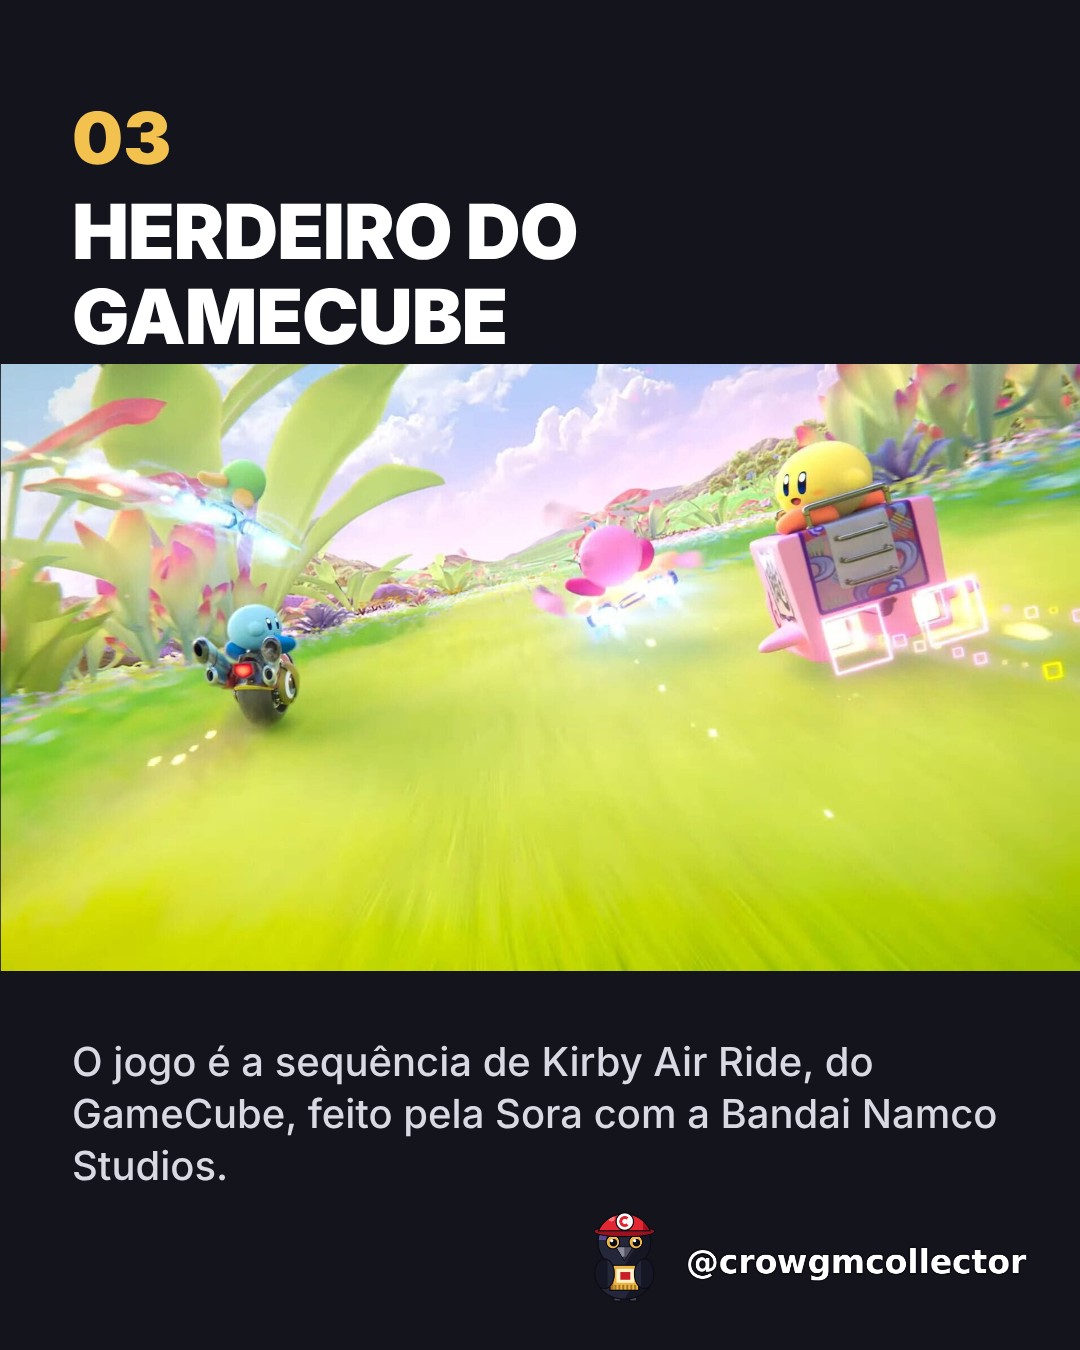 03
HERDEIRO DO
GAMECUBE
O jogo é a sequência de Kirby Air Ride, do
GameCube, feito pela Sora com a Bandai Namco
Studios.
C
@crowgmcollector